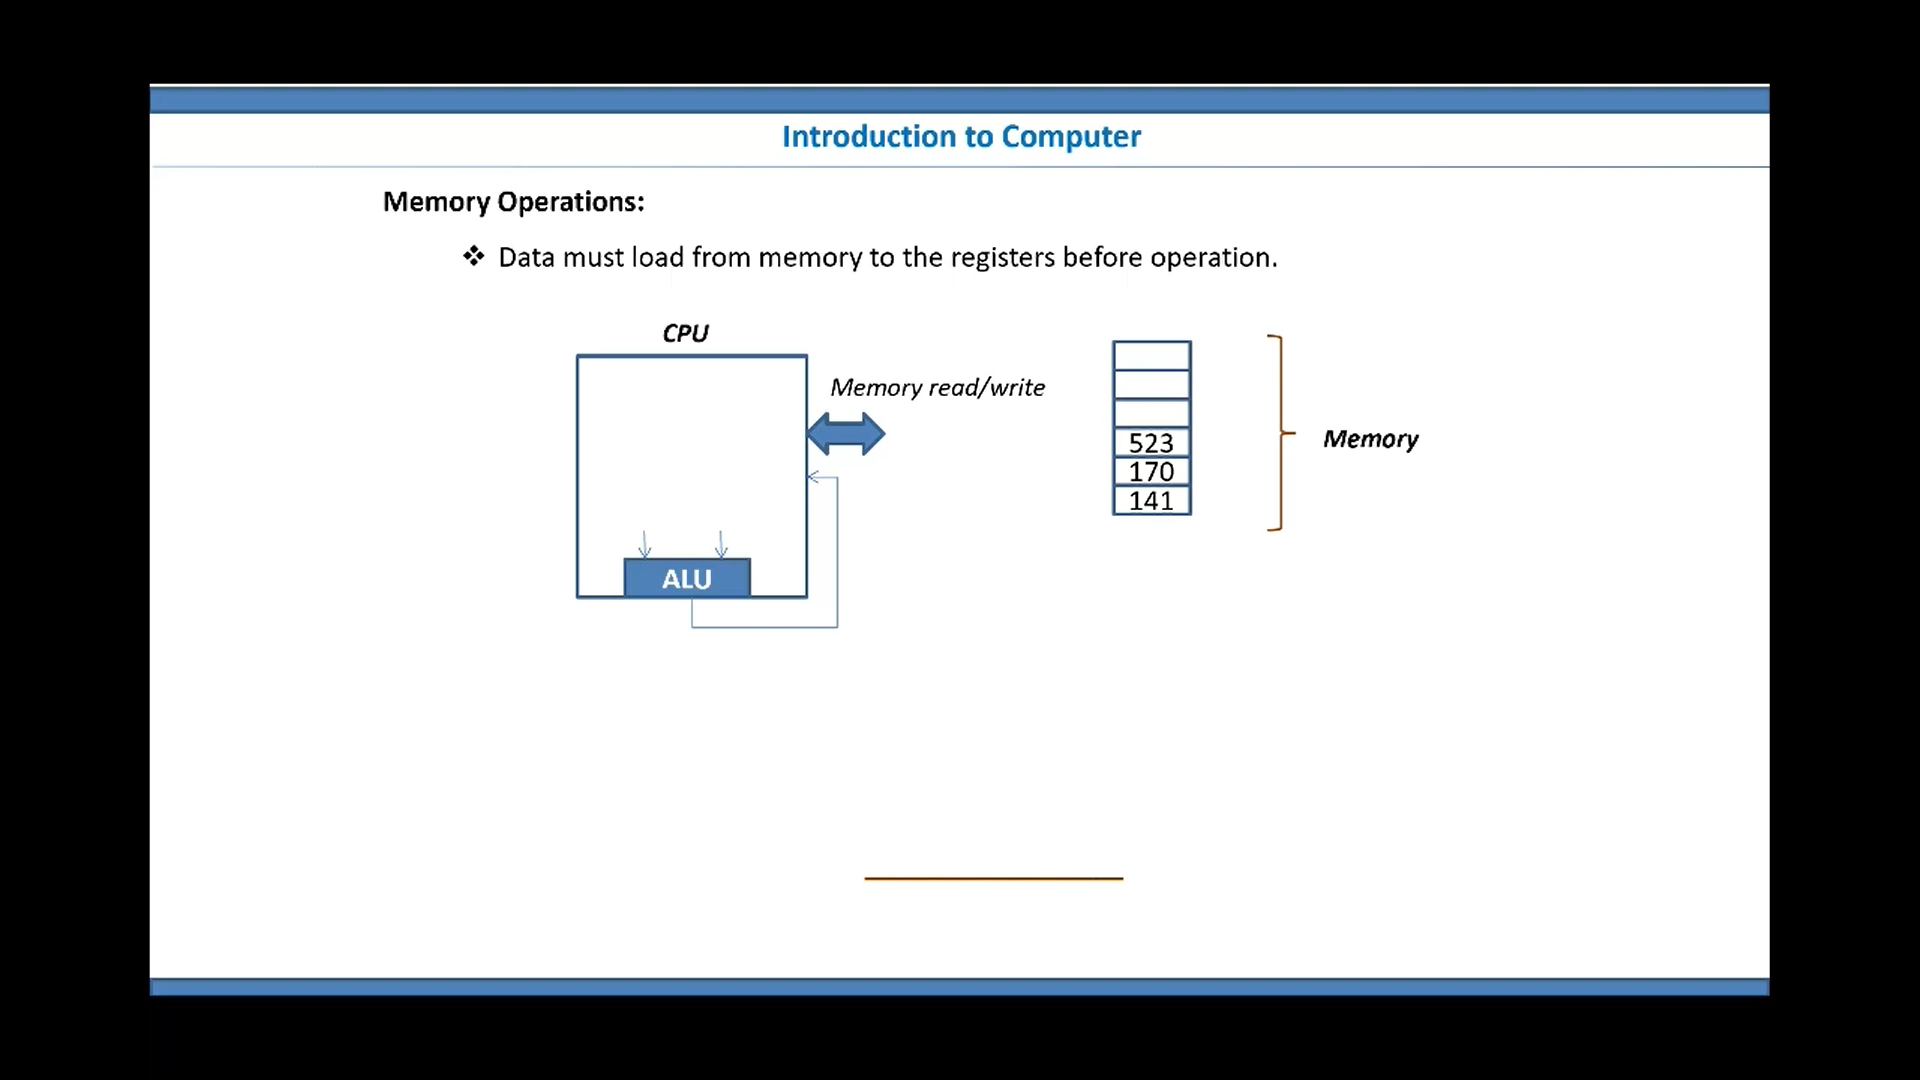 Introduction to Computer
Memory Operations:
❖ Data must load from memory to the registers before operation.
CPU
Memory read/write
523
170
141
Memory
ALU